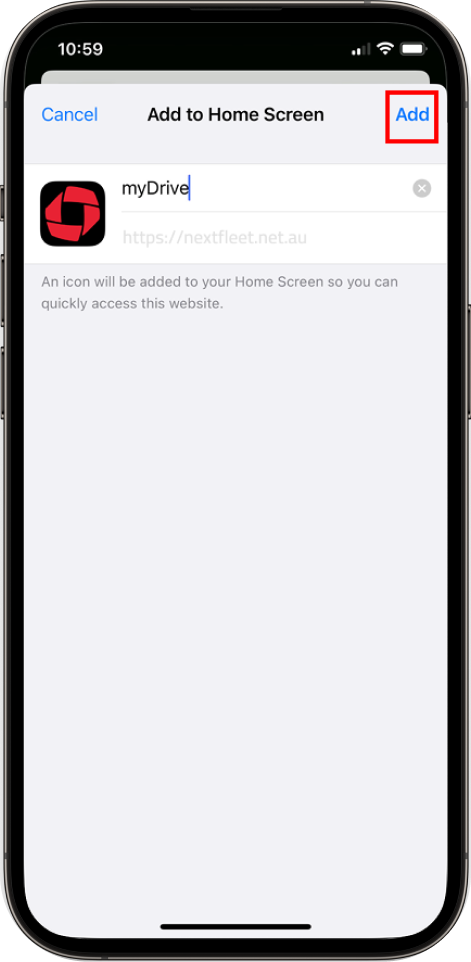 10:59
Cancel Add to Home Screen Add
myDrive
https://nextfleet.net.au
An icon will be added to your Home Screen so you can
quickly access this website.